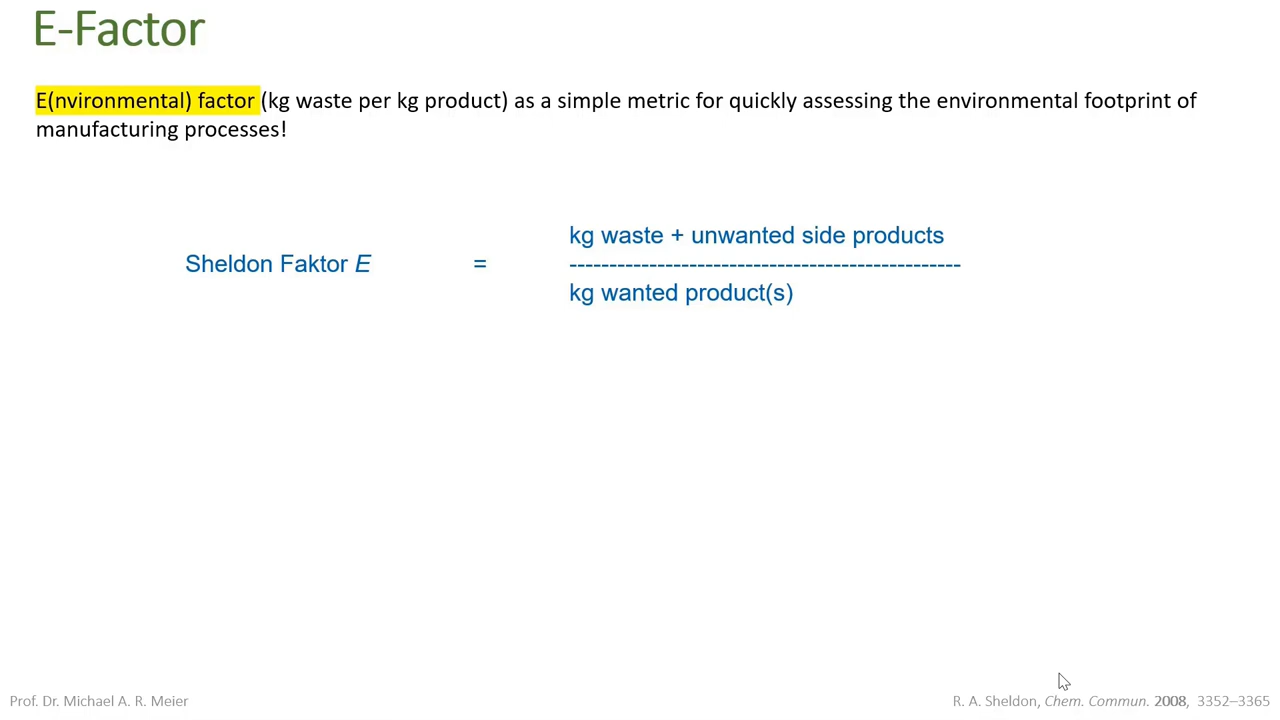 E-Factor
E(nvironmental) factor (kg waste per kg product) as a simple metric for quickly assessing the environmental footprint of
manufacturing processes!
kg waste + unwanted side products
Sheldon Faktor E = -------------------------------------------------
kg wanted product(s)
Prof. Dr. Michael A. R. Meier
R. A. Sheldon, Chem. Commun. 2008, 3352–3365